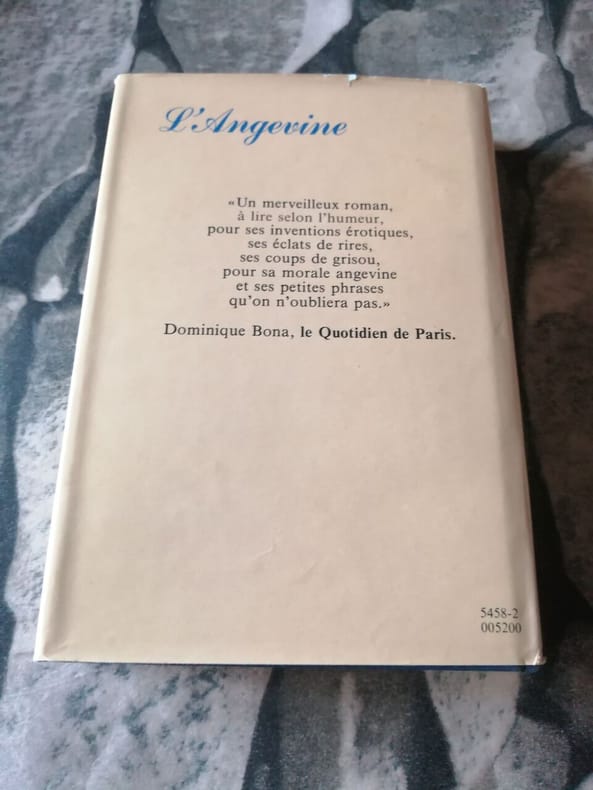 L'Angevine
«Un merveilleux roman,
à lire selon l'humeur,
pour ses inventions érotiques,
ses éclats de rires,
ses coups de grisou,
pour sa morale angevine
et ses petites phrases
qu'on n'oubliera pas.»
Dominique Bona, le Quotidien de Paris.
5458-2
005200